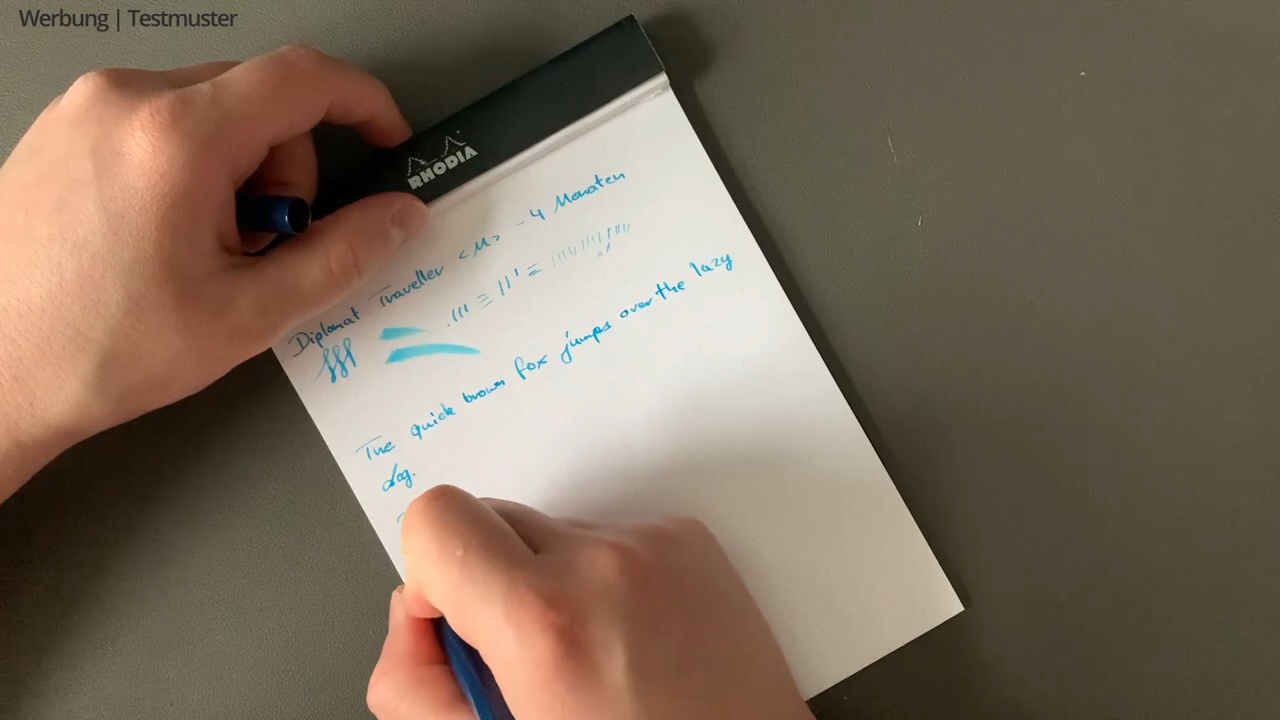 Werbung | Testmuster
RHODIA
Diplomat Traveller <M> - 4 Monaten
The quick brown fox jumps over the lazy
dog.